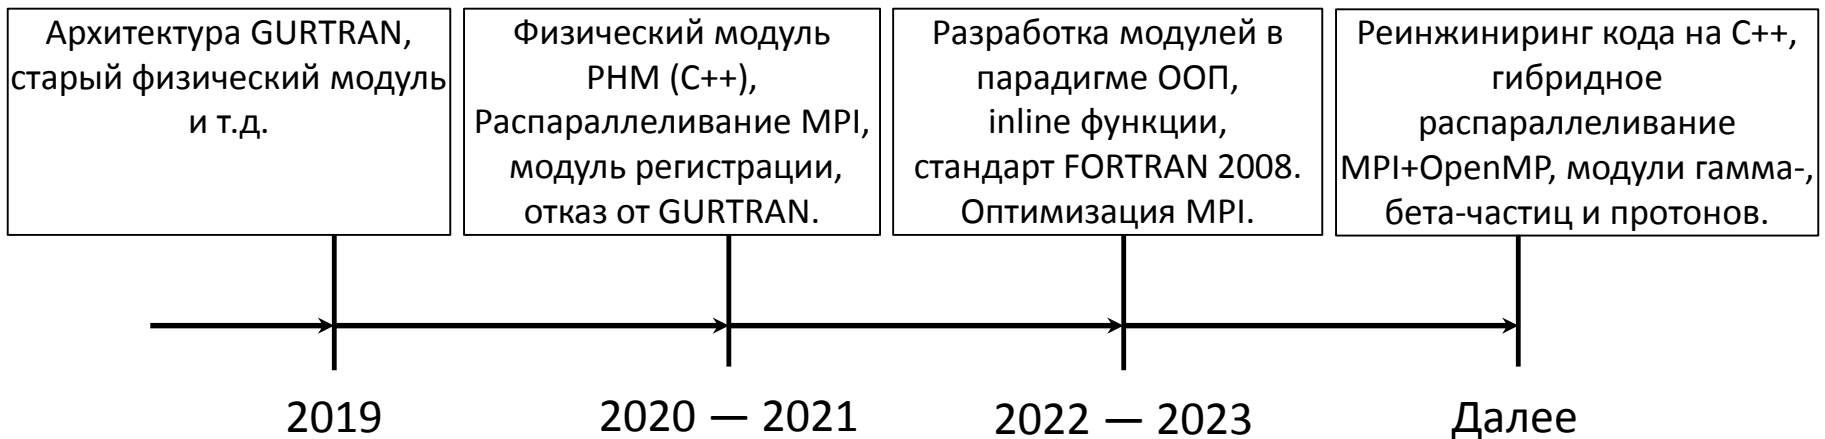 Архитектура GURTRAN,
старый физический модуль
и т.д.
Физический модуль
PHM (C++),
Распараллеливание MPI,
модуль регистрации,
отказ от GURTRAN.
Разработка модулей в
парадигме ООП,
inline функции,
стандарт FORTRAN 2008.
Оптимизация MPI.
Реинжиниринг кода на C++,
гибридное
распараллеливание
MPI+OpenMP, модули гамма-,
бета-частиц и протонов.
2019
2020 — 2021
2022 — 2023
Далее